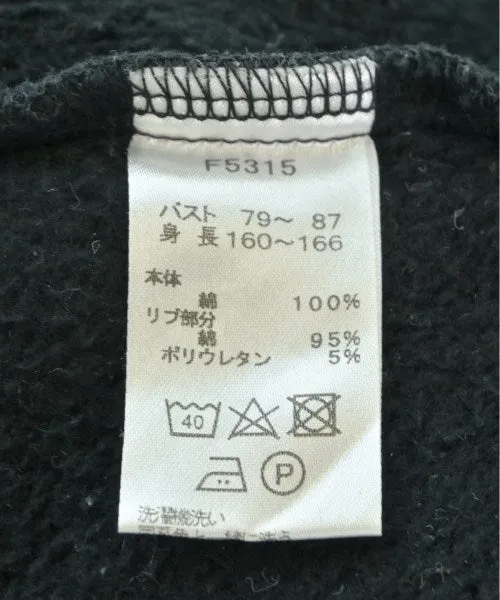 F5315
バスト 79～ 87
身 長 160～166
本体
綿 100%
リブ部分
綿 95%
ポリウレタン 5%
40
P